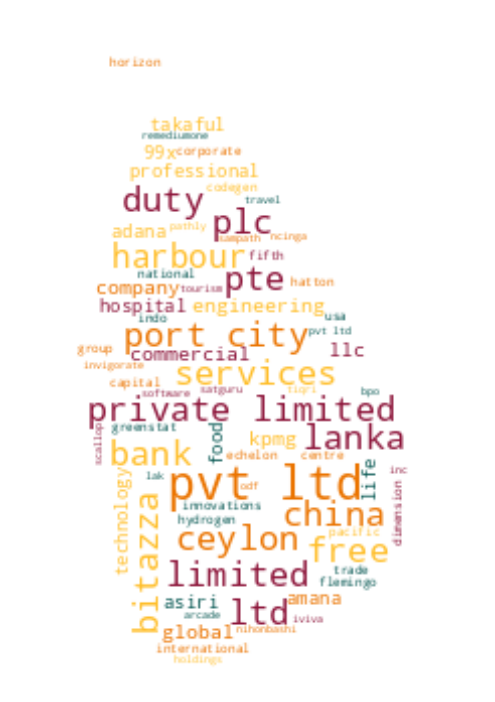 horizon
takaful
remediumone
99x corporate
professional
codegen
duty travel
plc
adana pathly
sampath ncinga
harbour fifth
national pte hatton
company tourism
hospital engineering
indo usa
port city pvt ltd
group commercial llc
invigorate services
capital
software satguru tiqri bpo
private limited
scallop greenstat food kpmg lanka
bank echelon centre
technology lak pvt ltd life inc
odf dimension
innovations china
hydrogen pacific
bitazza ceylon free
limited trade
flemingo
asiri ltd amana
arcade iviva
global nihonbashi
international
holdings